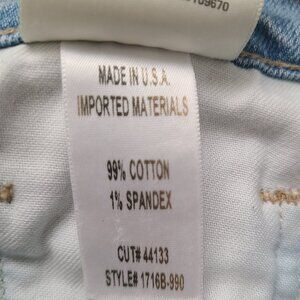 MADE IN U.S.A.
IMPORTED MATERIALS
99% COTTON
1% SPANDEX
CUT# 44133
STYLE# 1716B-990